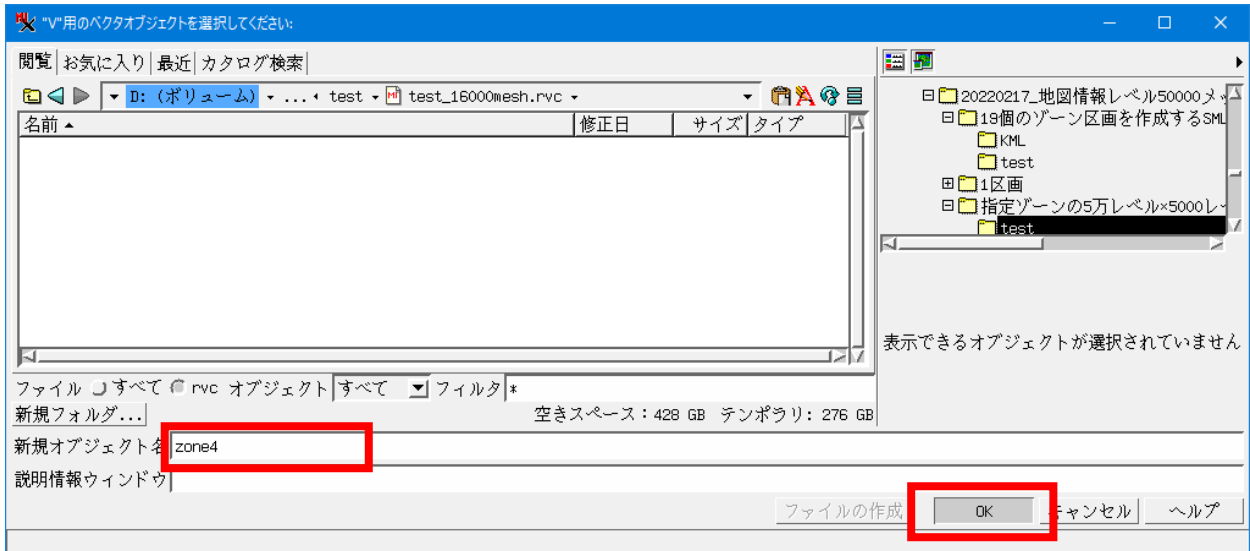 "V"用のベクタオブジェクトを選択してください:
閲覧 お気に入り 最近 カタログ検索
D: (ボリューム) ... test test_16000mesh.rvc
名前 修正日 サイズ タイプ
ファイル すべて rvc オブジェクト すべて フィルタ *
新規フォルダ... 空きスペース:428 GB テンポラリ: 276 GB
新規オブジェクト名 zone4
説明情報ウィンドウ
20220217_地図情報レベル50000メッ
19個のゾーン区画を作成するSML
KML
test
1区画
指定ゾーンの5万レベル×5000レベ
test
表示できるオブジェクトが選択されていません
ファイルの作成 OK キャンセル ヘルプ